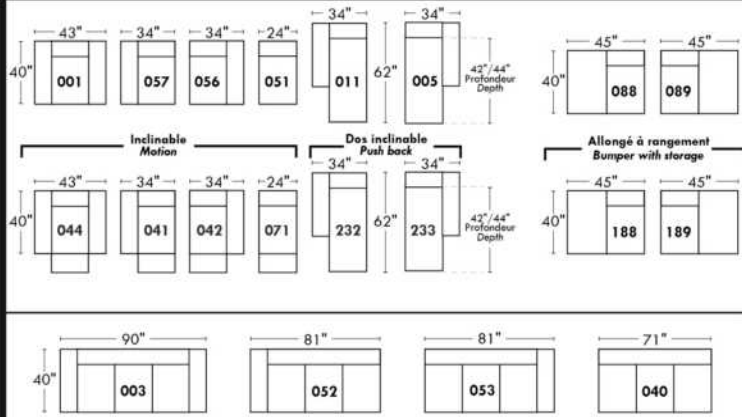 43" 34" 34" 24" 34" 34" 45" 45"
40" 001 057 056 051 011 62" 005 42"/44" Profondeur Depth 40" 088 089
Inclinable
Motion
Dos inclinable
Push back
Allongé à rangement
Bumper with storage
43" 34" 34" 24" 34" 34" 45" 45"
40" 044 041 042 071 232 62" 233 42"/44" Profondeur Depth 40" 188 189
90" 81" 81" 71"
40" 003 052 053 040